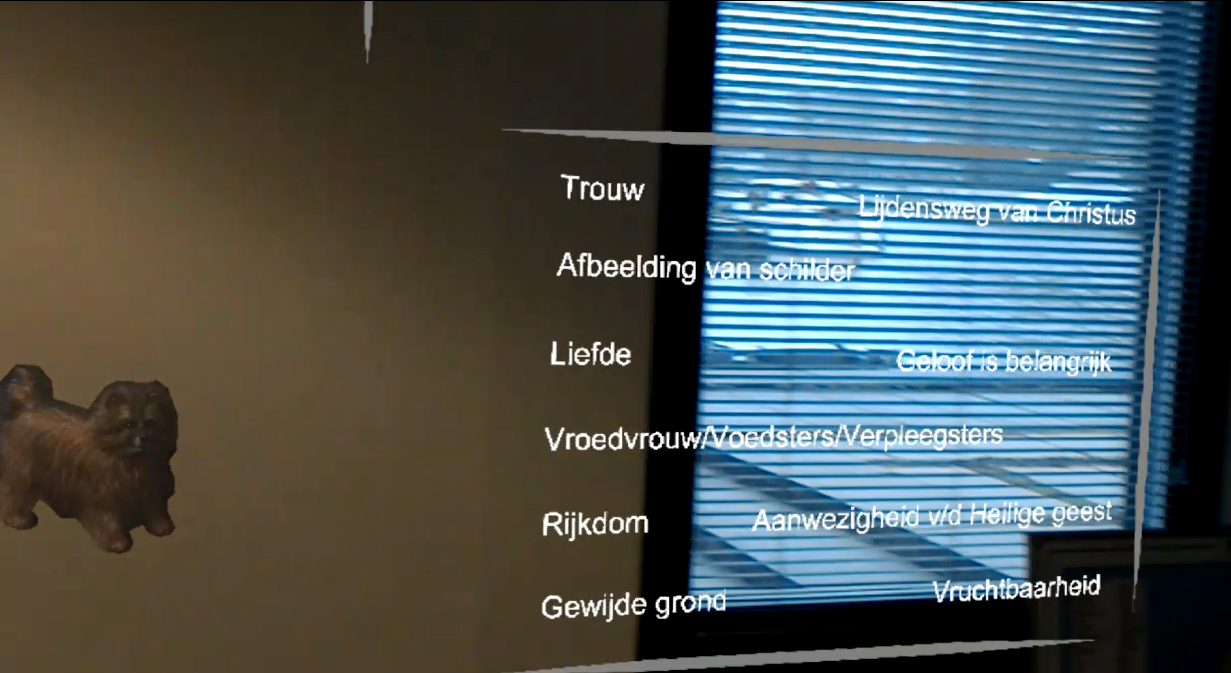 Trouw
Lijdensweg van Christus
Afbeelding van schilder
Liefde
Geloof is belangrijk
Vroedvrouw/Voedsters/Verpleegsters
Rijkdom
Aanwezigheid v/d Heilige geest
Gewijde grond
Vruchtbaarheid